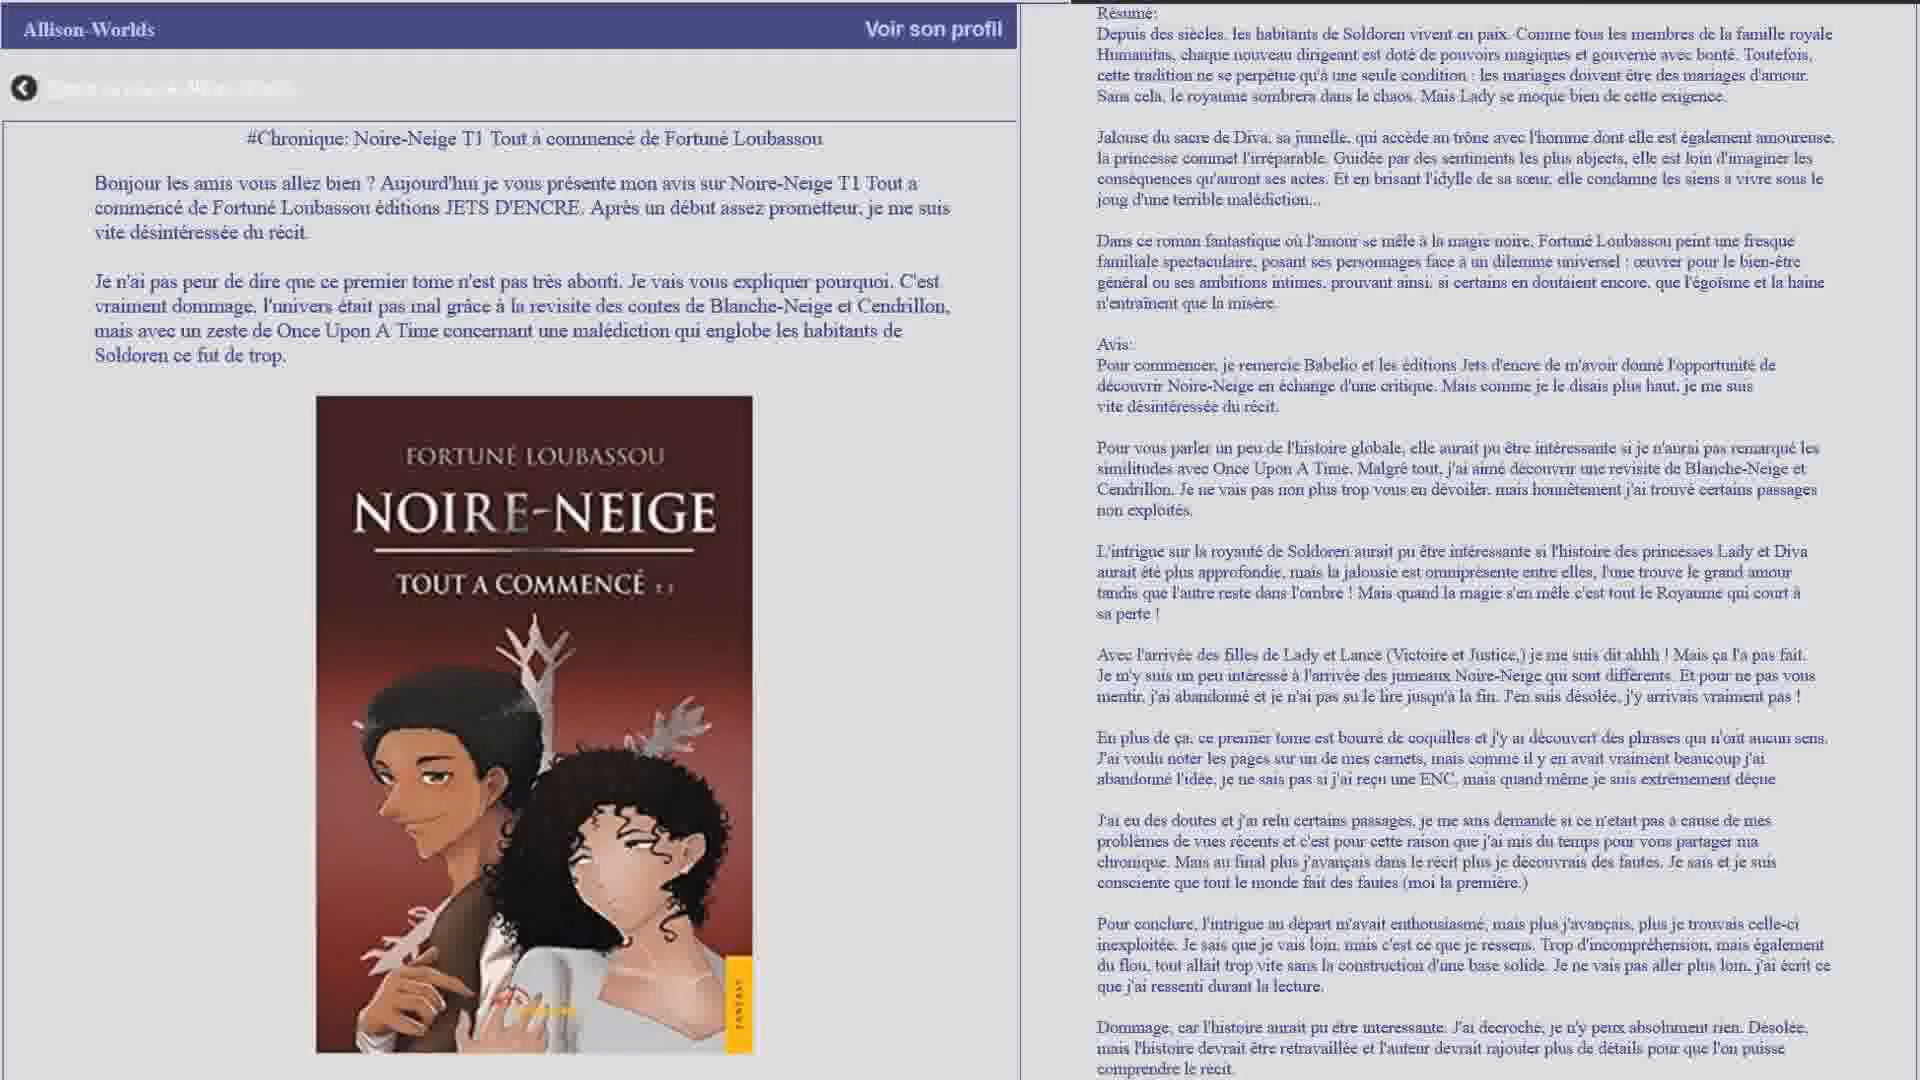 Allison-Worlds
Voir son profil
#Chronique: Noire-Neige T1 Tout à commencé de Fortuné Loubassou
Bonjour les amis vous allez bien ? Aujourd'hui je vous présente mon avis sur Noire-Neige T1 Tout a
commencé de Fortuné Loubassou éditions JETS D'ENCRE. Après un début assez prometteur, je me suis
vite désintéressée du récit.
Je n'ai pas peur de dire que ce premier tome n'est pas très abouti. Je vais vous expliquer pourquoi. C'est
vraiment dommage, l'univers était pas mal grâce à la revisite des contes de Blanche-Neige et Cendrillon,
mais avec un zeste de Once Upon A Time concernant une malédiction qui englobe les habitants de
Soldoren ce fut de trop.
FORTUNÉ LOUBASSOU
NOIRE-NEIGE
TOUT A COMMENCÉ
FANTASY
Résumé:
Depuis des siècles, les habitants de Soldoren vivent en paix. Comme tous les membres de la famille royale
Humanitas, chaque nouveau dirigeant est doté de pouvoirs magiques et gouverne avec bonté. Toutefois,
cette tradition ne se perpétue qu'à une seule condition : les mariages doivent être des mariages d'amour.
Sans cela, le royaume sombrera dans le chaos. Mais Lady se moque bien de cette exigence.
Jalouse du sacre de Diva, sa jumelle, qui accède au trône avec l'homme dont elle est également amoureuse,
la princesse commet l'irréparable. Guidée par des sentiments les plus abjects, elle est loin d'imaginer les
conséquences qu'auront ses actes. Et en brisant l'idylle de sa sœur, elle condamne les siens à vivre sous le
joug d'une terrible malédiction...
Dans ce roman fantastique où l'amour se mêle à la magie noire, Fortuné Loubassou peint une fresque
familiale spectaculaire, posant ses personnages face à un dilemme universel : œuvrer pour le bien-être
général ou ses ambitions intimes, prouvant ainsi, si certains en doutaient encore, que l'égoïsme et la haine
n'entraînent que la misère.
Avis:
Pour commencer, je remercie Babelio et les éditions Jets d'encre de m'avoir donné l'opportunité de
découvrir Noire-Neige en échange d'une critique. Mais comme je le disais plus haut, je me suis
vite désintéressée du récit.
Pour vous parler un peu de l'histoire globale, elle aurait pu être intéressante si je n'aurai pas remarqué les
similitudes avec Once Upon A Time. Malgré tout, j'ai aimé découvrir une revisite de Blanche-Neige et
Cendrillon. Je ne vais pas non plus trop vous en dévoiler, mais honnêtement j'ai trouvé certains passages
non exploités.
L'intrigue sur la royauté de Soldoren aurait pu être intéressante si l'histoire des princesses Lady et Diva
aurait été plus approfondie, mais la jalousie est omniprésente entre elles, l'une trouve le grand amour
tandis que l'autre reste dans l'ombre ! Mais quand la magie s'en mêle c'est tout le Royaume qui court à
sa perte !
Avec l'arrivée des filles de Lady et Lance (Victoire et Justice,) je me suis dit ahhh ! Mais ça l'a pas fait.
Je m'y suis un peu intéressé à l'arrivée des jumeaux Noire-Neige qui sont différents. Et pour ne pas vous
mentir, j'ai abandonné et je n'ai pas su le lire jusqu'à la fin. J'en suis désolée, j'y arrivais vraiment pas !
En plus de ça, ce premier tome est bourré de coquilles et j'y ai découvert des phrases qui n'ont aucun sens.
J'ai voulu noter les pages sur un de mes carnets, mais comme il y en avait vraiment beaucoup j'ai
abandonné l'idée, je ne sais pas si j'ai reçu une ENC, mais quand même je suis extrêmement déçue
J'ai eu des doutes et j'ai relu certains passages, je me suis demandé si ce n'était pas à cause de mes
problèmes de vues récents et c'est pour cette raison que j'ai mis du temps pour vous partager ma
chronique. Mais au final plus j'avançais dans le récit plus je découvrais des fautes. Je sais et je suis
consciente que tout le monde fait des fautes (moi la première.)
Pour conclure, l'intrigue au départ m'avait enthousiasmé, mais plus j'avançais, plus je trouvais celle-ci
inexploitée. Je sais que je vais loin, mais c'est ce que je ressens. Trop d'incompréhension, mais également
du flou, tout allait trop vite sans la construction d'une base solide. Je ne vais pas aller plus loin, j'ai écrit ce
que j'ai ressenti durant la lecture.
Dommage, car l'histoire aurait pu être intéressante. J'ai décroché, je n'y peux absolument rien. Désolée,
mais l'histoire devrait être retravaillée et l'auteur devrait rajouter plus de détails pour que l'on puisse
comprendre le récit.